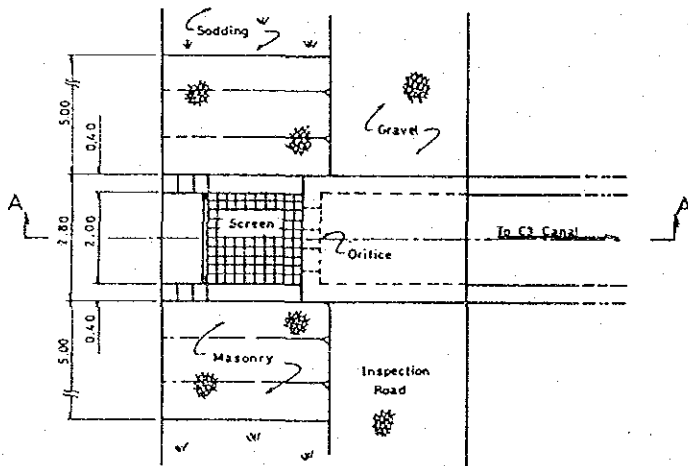 Sodding
5.00
0.40
Gravel
A
A
2.80
2.00
Screen
To C3 Canal
Orifice
0.40
5.00
Masonry
Inspection
Road